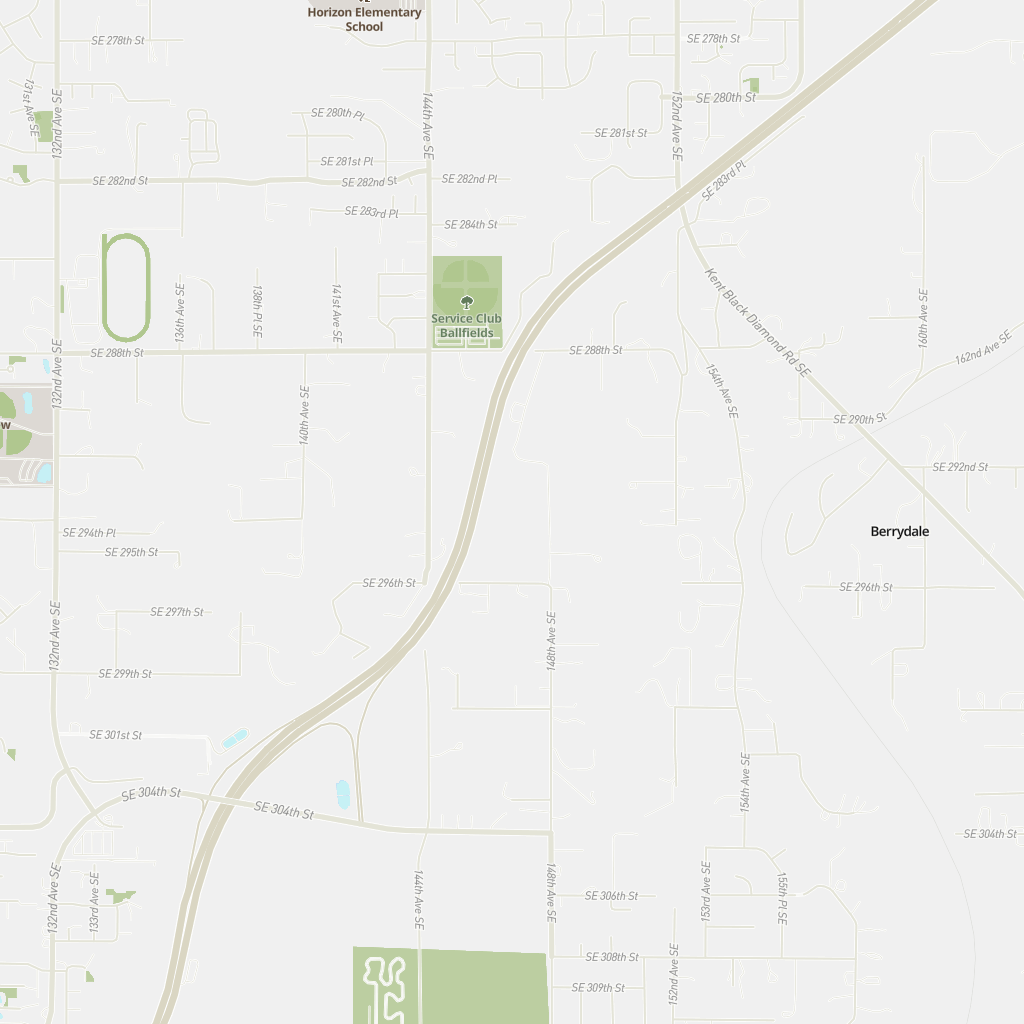 Horizon Elementary
School
SE 278th St
SE 278th St
131st Ave SE
132nd Ave SE
144th Ave SE
152nd Ave SE
SE 280th St
SE 280th Pl
SE 281st St
SE 281st Pl
SE 282nd St
SE 282nd St
SE 282nd Pl
SE 283rd Pl
SE 283rd Pl
SE 284th St
136th Ave SE
138th Pl SE
141st Ave SE
Service Club
Ballfields
Kent Black Diamond Rd SE
160th Ave SE
162nd Ave SE
SE 288th St
SE 288th St
132nd Ave SE
154th Ave SE
140th Ave SE
w
SE 290th St
SE 292nd St
Berrydale
SE 294th Pl
SE 295th St
SE 296th St
SE 296th St
SE 297th St
132nd Ave SE
148th Ave SE
SE 299th St
SE 301st St
154th Ave SE
SE 304th St
SE 304th St
SE 304th St
132nd Ave SE
133rd Ave SE
144th Ave SE
148th Ave SE
SE 306th St
153rd Ave SE
155th Pl SE
SE 308th St
152nd Ave SE
SE 309th St